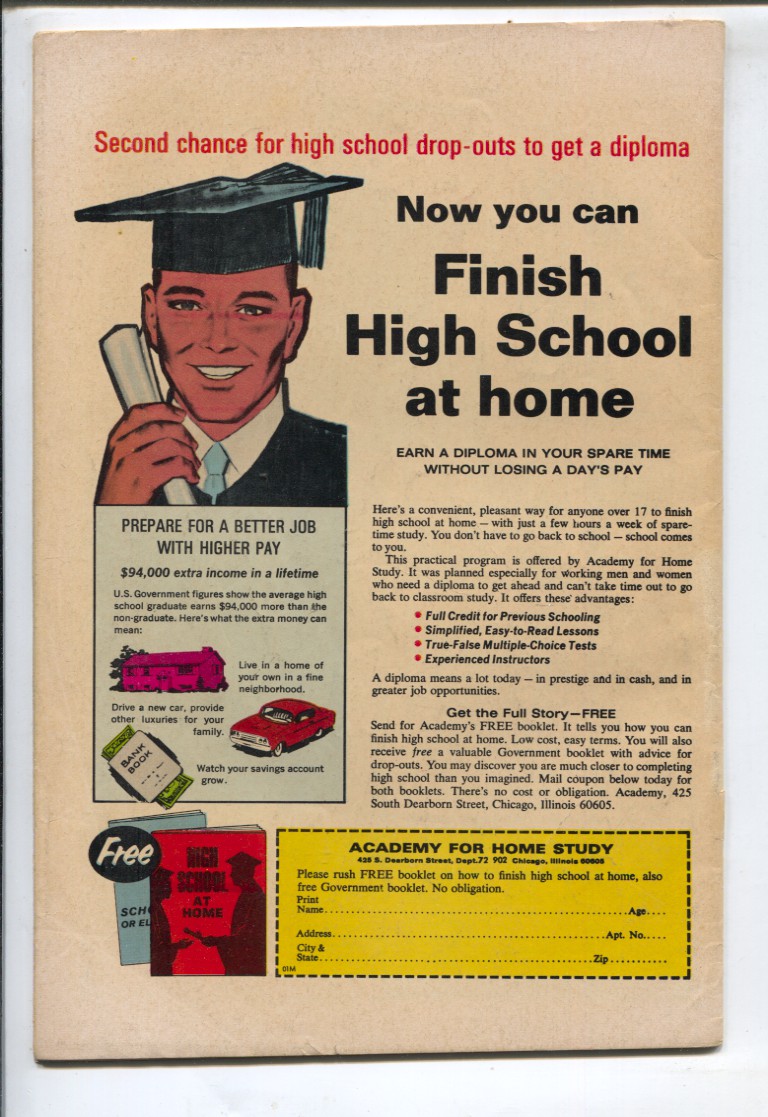 Second chance for high school drop-outs to get a diploma
Now you can
Finish
High School
at home
EARN A DIPLOMA IN YOUR SPARE TIME
WITHOUT LOSING A DAY'S PAY
PREPARE FOR A BETTER JOB
WITH HIGHER PAY
$94,000 extra income in a lifetime
U.S. Government figures show the average high
school graduate earns $94,000 more than the
non-graduate. Here's what the extra money can
mean:
Live in a home of
your own in a fine
neighborhood.
Drive a new car, provide
other luxuries for your
family.
BANK
BOOK
Watch your savings account
grow.
Here's a convenient, pleasant way for anyone over 17 to finish
high school at home — with just a few hours a week of spare-
time study. You don't have to go back to school — school comes
to you.
This practical program is offered by Academy for Home
Study. It was planned especially for working men and women
who need a diploma to get ahead and can't take time out to go
back to classroom study. It offers these advantages:
• Full Credit for Previous Schooling
• Simplified, Easy-to-Read Lessons
• True-False Multiple-Choice Tests
• Experienced Instructors
A diploma means a lot today — in prestige and in cash, and in
greater job opportunities.
Get the Full Story—FREE
Send for Academy's FREE booklet. It tells you how you can
finish high school at home. Low cost, easy terms. You will also
receive free a valuable Government booklet with advice for
drop-outs. You may discover you are much closer to completing
high school than you imagined. Mail coupon below today for
both booklets. There's no cost or obligation. Academy, 425
South Dearborn Street, Chicago, Illinois 60605.
Free
HIGH
SCHOOL
AT
HOME
SCHO
OR EL
ACADEMY FOR HOME STUDY
425 S. Dearborn Street, Dept.72 902 Chicago, Illinois 60605
Please rush FREE booklet on how to finish high school at home, also
free Government booklet. No obligation.
Print
Name.....Age....
Address.....Apt. No.....
City &
State.....Zip...........
01M